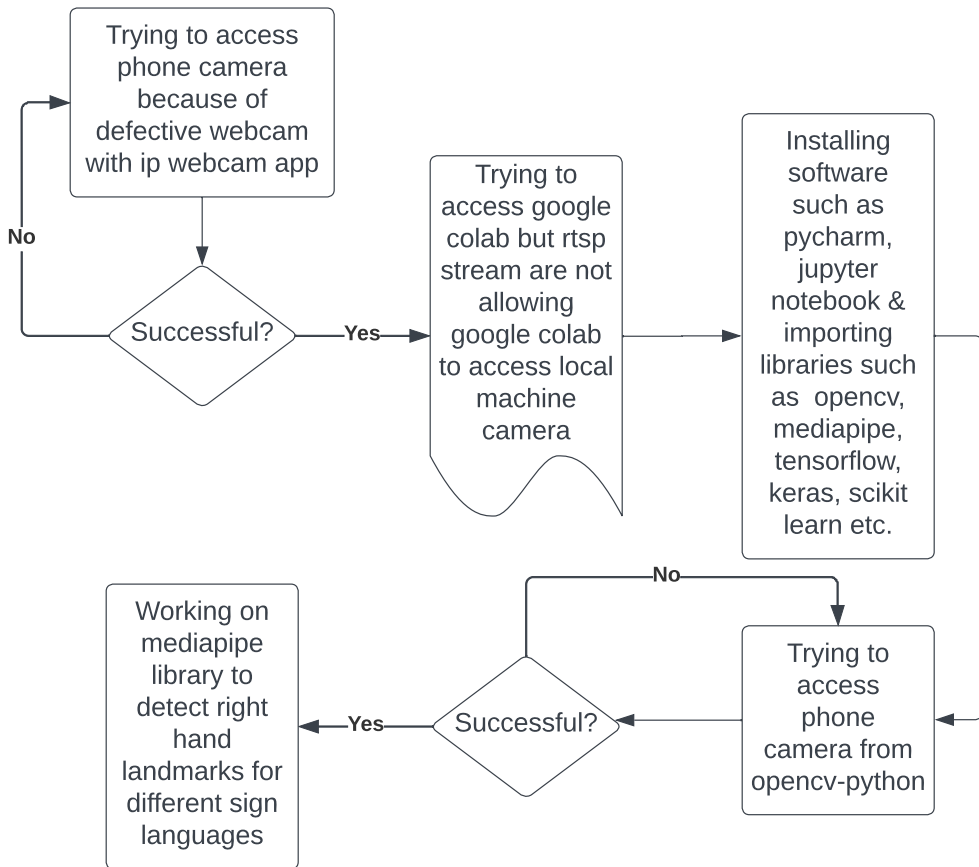 Trying to access
phone camera
because of
defective webcam
with ip webcam app
No
Successful?
Yes
Trying to
access google
colab but rtsp
stream are not
allowing
google colab
to access local
machine
camera
Installing
software
such as
pycharm,
jupyter
notebook &
importing
libraries such
as opencv,
mediapipe,
tensorflow,
keras, scikit
learn etc.
Trying to
access
phone
camera from
opencv-python
No
Successful?
Yes
Working on
mediapipe
library to
detect right
hand
landmarks for
different sign
languages